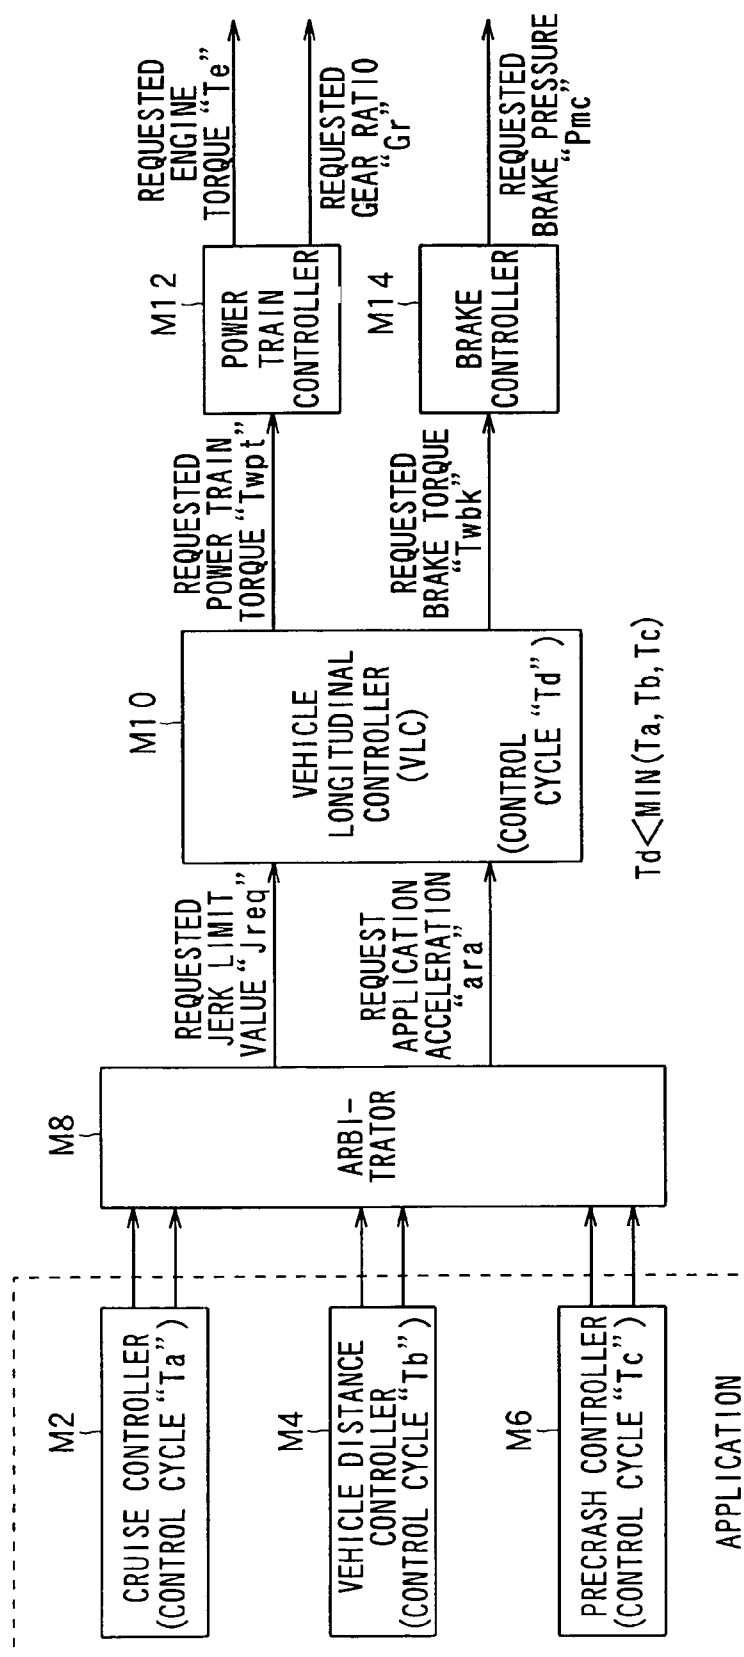 M2
CRUISE CONTROLLER
(CONTROL CYCLE “Ta”)
M4
VEHICLE DISTANCE
CONTROLLER
(CONTROL CYCLE “Tb”)
M6
PRECRASH CONTROLLER
(CONTROL CYCLE “Tc”)
APPLICATION
M8
ARBI-
TRATOR
REQUESTED
JERK LIMIT
VALUE “Jreq”
REQUEST
APPLICATION
ACCELERATION
“ara”
M10
VEHICLE
LONGITUDINAL
CONTROLLER
(VLC)
(CONTROL
CYCLE “Td”)
Td<MIN(Ta, Tb, Tc)
REQUESTED
POWER TRAIN
TORQUE “Twpt”
REQUESTED
BRAKE TORQUE
“Twbk”
M12
POWER
TRAIN
CONTROLLER
M14
BRAKE
CONTROLLER
REQUESTED
ENGINE
TORQUE “Te”
REQUESTED
GEAR RATIO
“Gr”
REQUESTED
BRAKE PRESSURE
“Pmc”